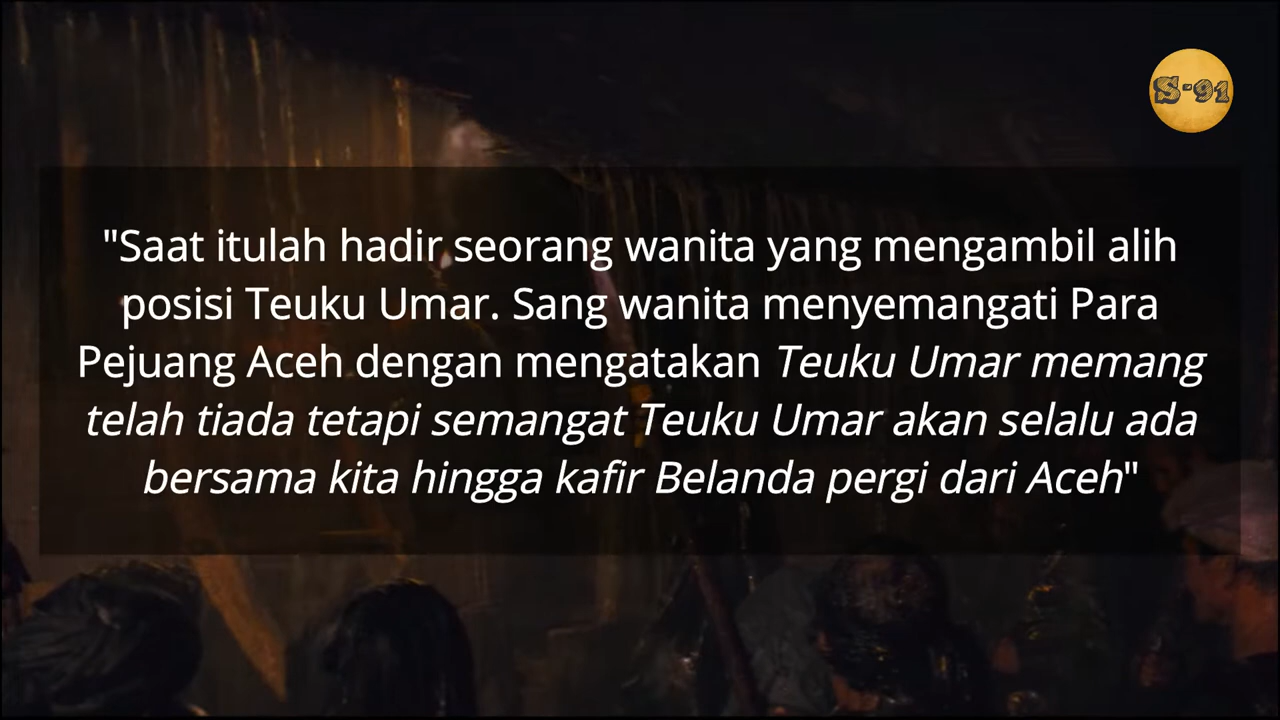 S-91
"Saat itulah hadir seorang wanita yang mengambil alih
posisi Teuku Umar. Sang wanita menyemangati Para
Pejuang Aceh dengan mengatakan Teuku Umar memang
telah tiada tetapi semangat Teuku Umar akan selalu ada
bersama kita hingga kafir Belanda pergi dari Aceh"